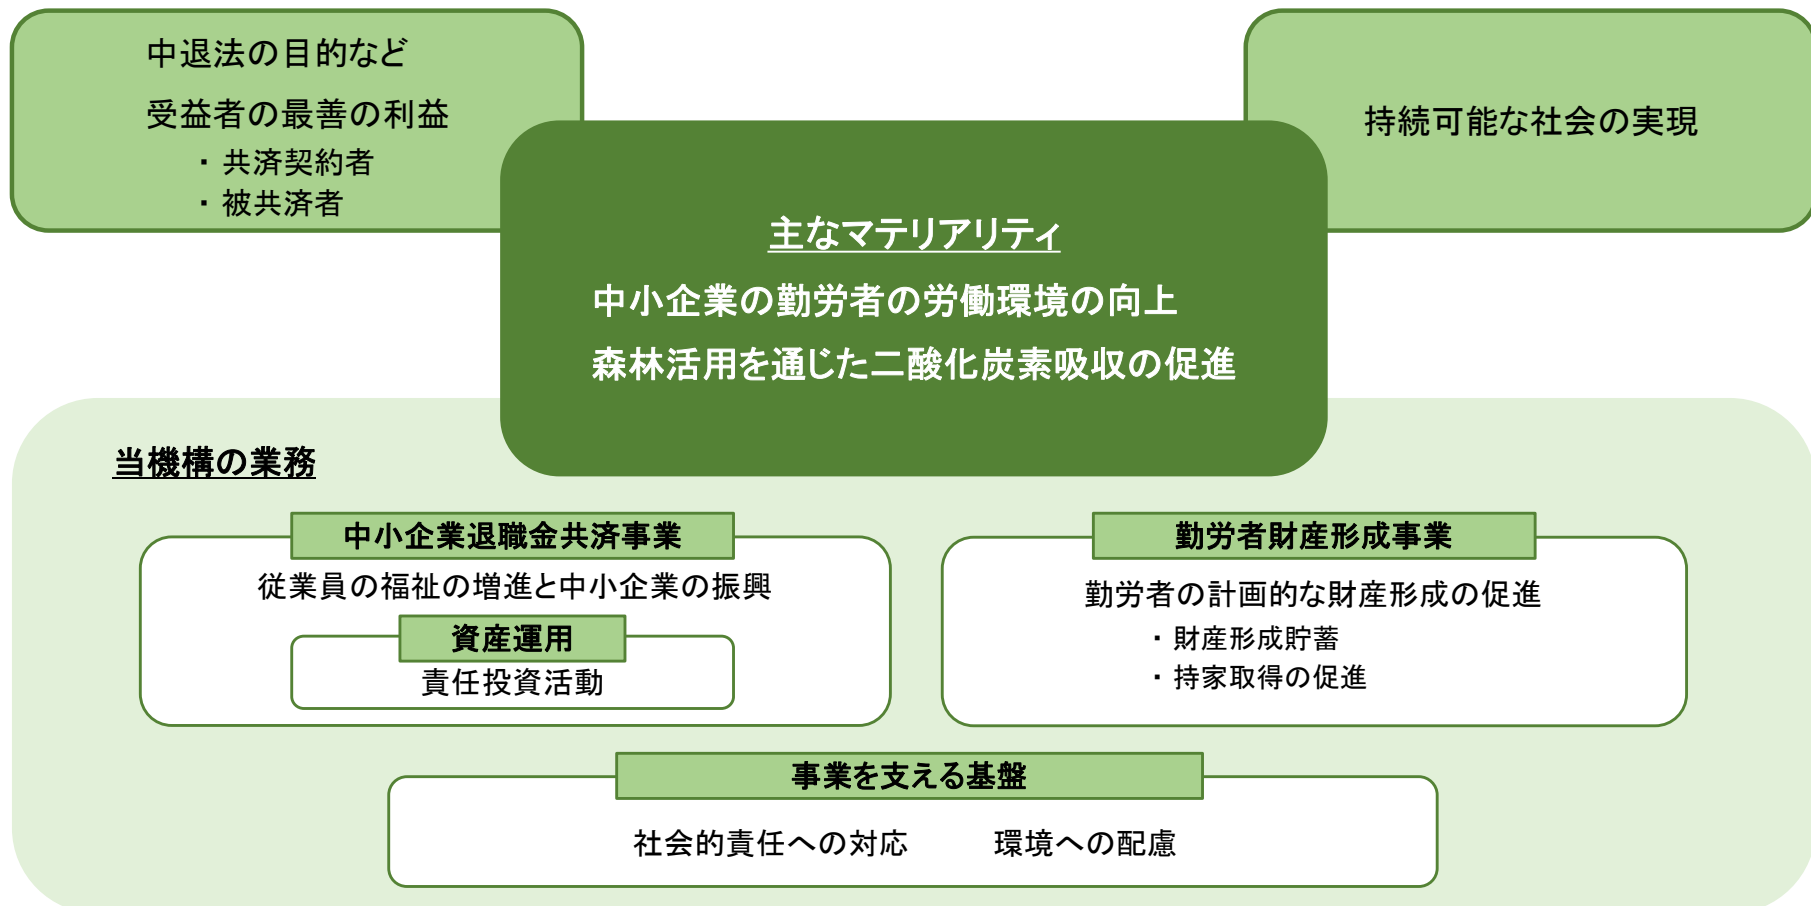 中退法の目的など
受益者の最善の利益
・共済契約者
・被共済者
持続可能な社会の実現
主なマテリアリティ
中小企業の勤労者の労働環境の向上
森林活用を通じた二酸化炭素吸収の促進
当機構の業務
中小企業退職金共済事業
従業員の福祉の増進と中小企業の振興
資産運用
責任投資活動
勤労者財産形成事業
勤労者の計画的な財産形成の促進
・財産形成貯蓄
・持家取得の促進
事業を支える基盤
社会的責任への対応 環境への配慮